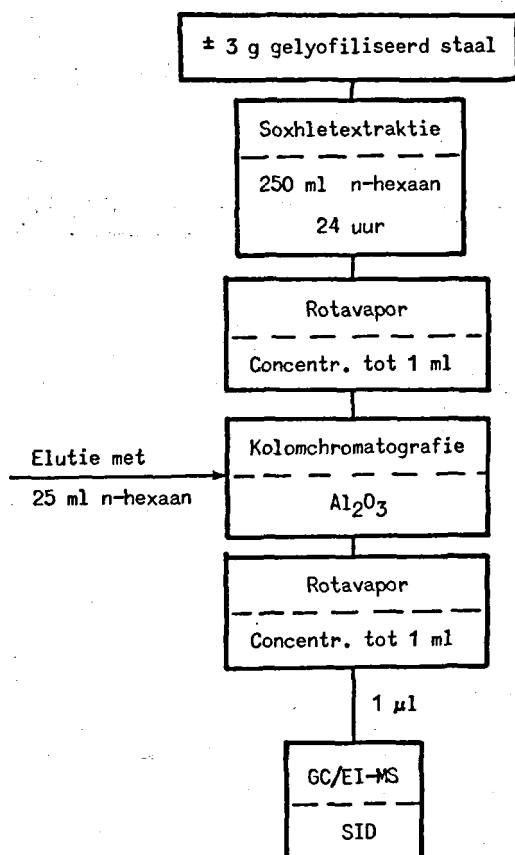 ± 3 g gelyofiliseerd staal
Soxhletextraktie
250 ml n-hexaan
24 uur
Rotavapor
Concentr. tot 1 ml
Elutie met
25 ml n-hexaan
Kolomchromatografie
Al₂O₃
Rotavapor
Concentr. tot 1 ml
1 µl
GC/EI-MS
SID